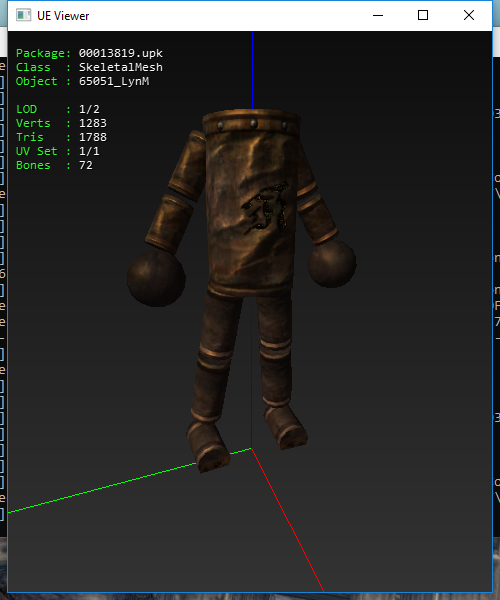 UE Viewer
Package: 00013819.upk
Class  : SkeletalMesh
Object : 65051_LynM
LOD    : 1/2
Verts  : 1283
Tris   : 1788
UV Set : 1/1
Bones  : 72